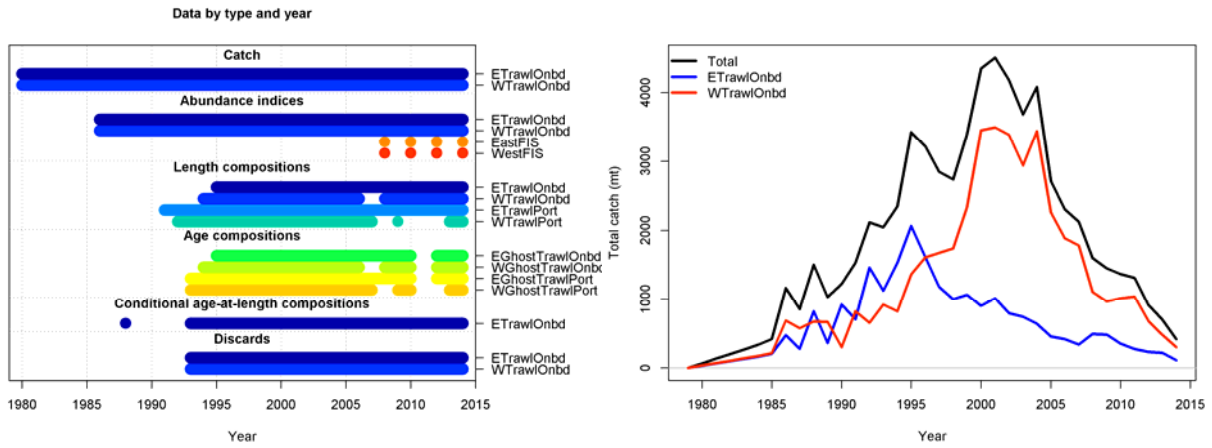 Data by type and year
Catch
ETrawlOnbd
WTrawlOnbd
Abundance indices
ETrawlOnbd
WTrawlOnbd
EastFIS
WestFIS
Length compositions
ETrawlOnbd
WTrawlOnbd
ETrawlPort
WTrawlPort
Age compositions
EGhostTrawlOnbd
WGhostTrawlOnbd
EGhostTrawlPort
WGhostTrawlPort
Conditional age-at-length compositions
ETrawlOnbd
Discards
ETrawlOnbd
WTrawlOnbd
1980 1985 1990 1995 2000 2005 2010 2015
Year
Total
ETrawlOnbd
WTrawlOnbd
Total catch (mt)
4000
3000
2000
1000
0
1980 1985 1990 1995 2000 2005 2010 2015
Year